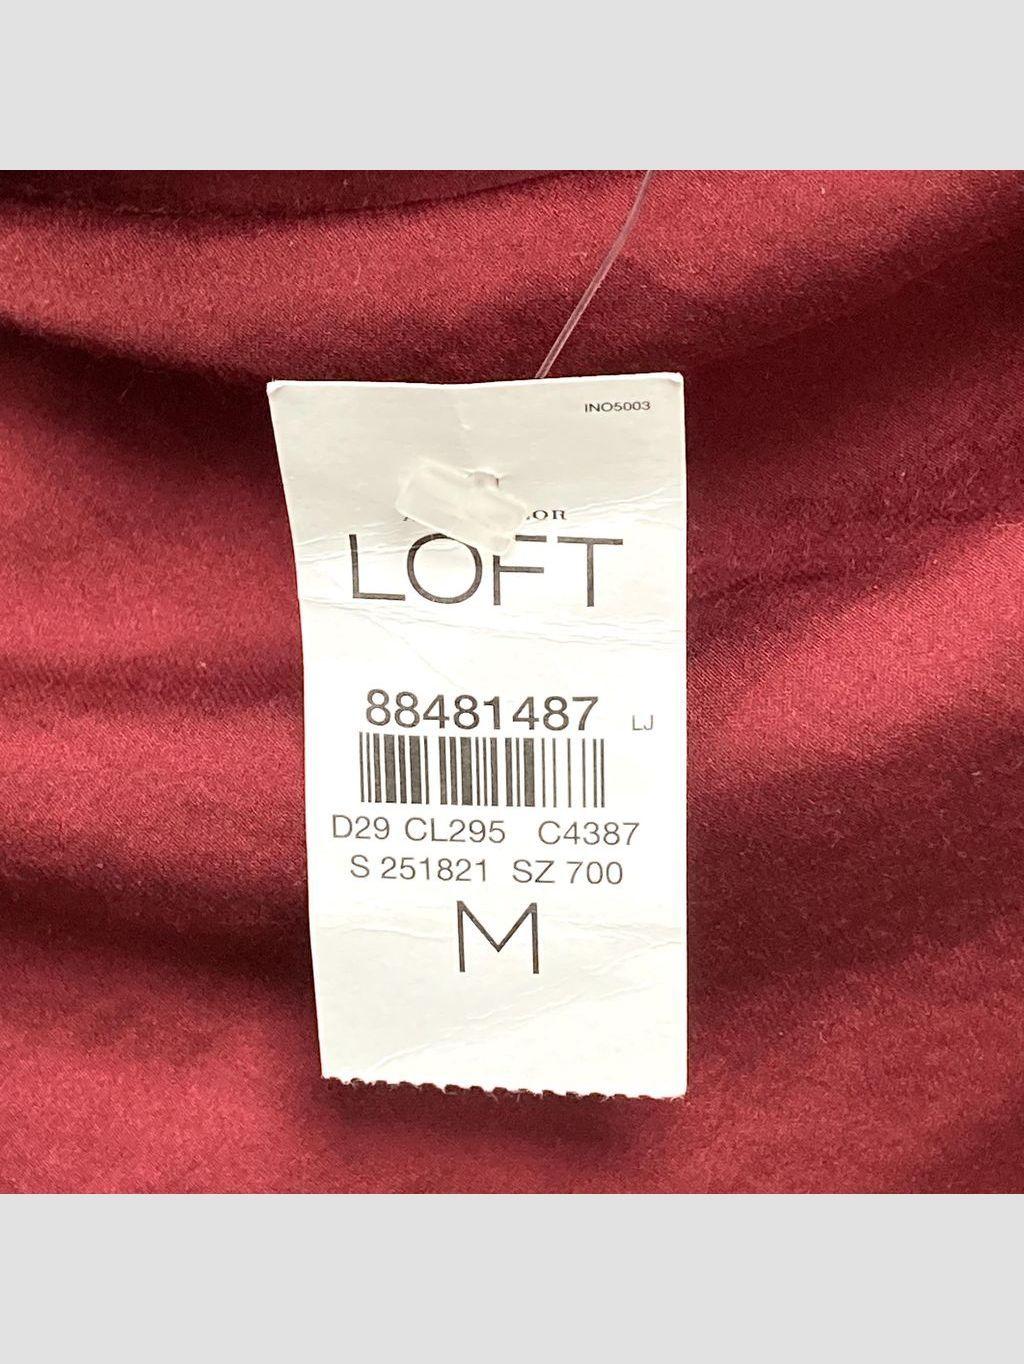 INO5003
LOFT
88481487 LJ
D29 CL295 C4387
S 251821 SZ 700
M